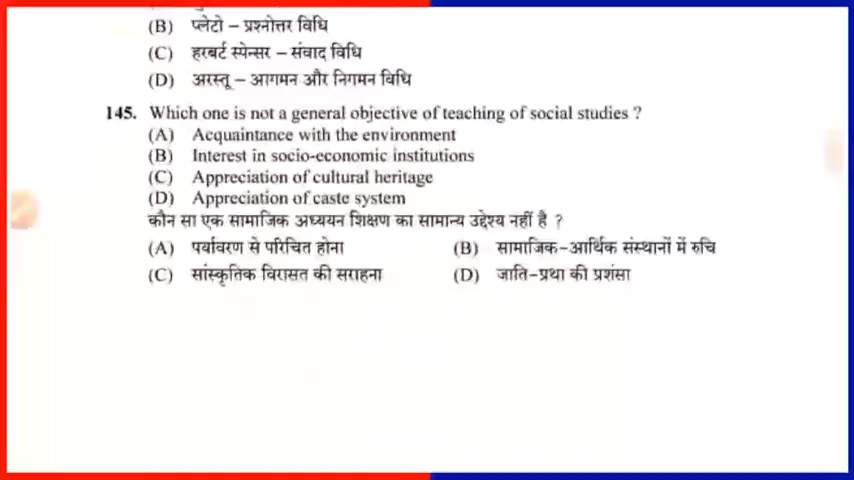 (B) प्लेटो – प्रश्नोत्तर विधि
(C) हरबर्ट स्पेन्सर – संवाद विधि
(D) अरस्तू – आगमन और निगमन विधि
145. Which one is not a general objective of teaching of social studies ?
(A) Acquaintance with the environment
(B) Interest in socio-economic institutions
(C) Appreciation of cultural heritage
(D) Appreciation of caste system
कौन सा एक सामाजिक अध्ययन शिक्षण का सामान्य उद्देश्य नहीं है ?
(A) पर्यावरण से परिचित होना (B) सामाजिक-आर्थिक संस्थानों में रुचि
(C) सांस्कृतिक विरासत की सराहना (D) जाति-प्रथा की प्रशंसा